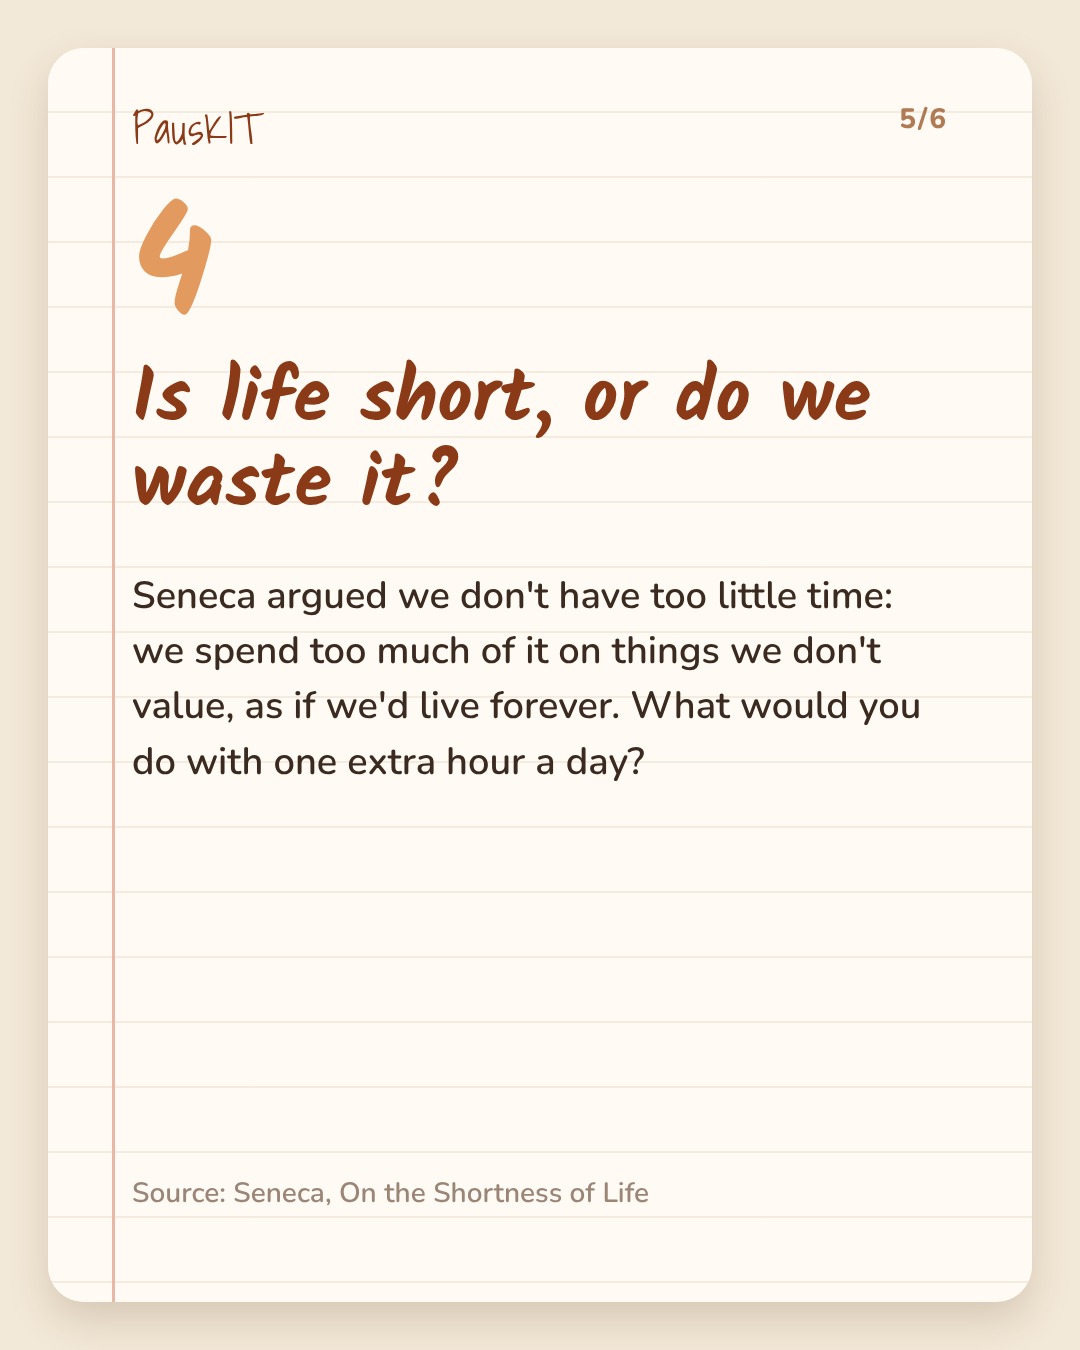 PausKIT
5/6
4
Is life short, or do we
waste it?
Seneca argued we don't have too little time:
we spend too much of it on things we don't
value, as if we'd live forever. What would you
do with one extra hour a day?
Source: Seneca, On the Shortness of Life